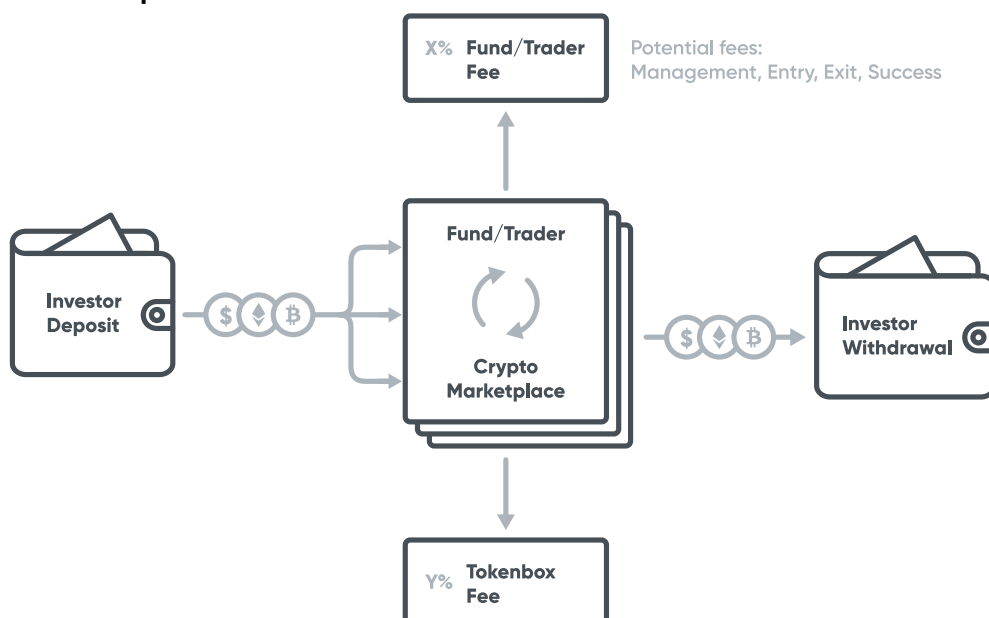 X% Fund/Trader
Fee
Potential fees:
Management, Entry, Exit, Success
Investor
Deposit
$
₿
Fund/Trader
Crypto
Marketplace
$
₿
Investor
Withdrawal
Y% Tokenbox
Fee